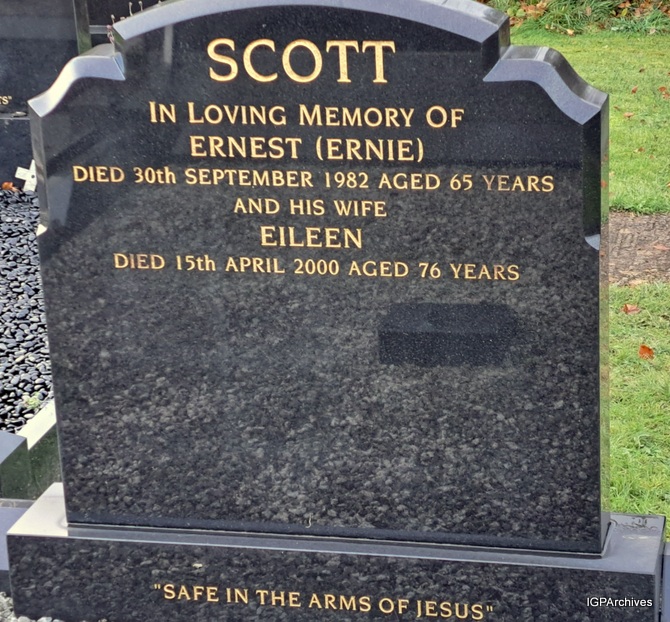 SCOTT
IN LOVING MEMORY OF
ERNEST (ERNIE)
DIED 30th SEPTEMBER 1982 AGED 65 YEARS
AND HIS WIFE
EILEEN
DIED 15th APRIL 2000 AGED 76 YEARS
"SAFE IN THE ARMS OF JESUS"
IGPArchives